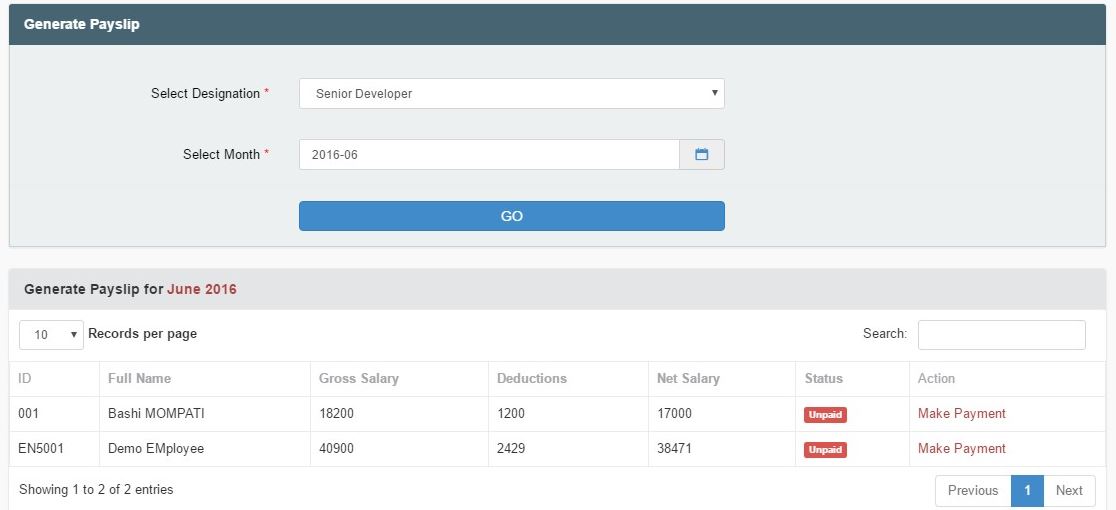 Generate Payslip
Select Designation * Senior Developer
Select Month * 2016-06
GO
Generate Payslip for June 2016
10 Records per page Search:
ID Full Name Gross Salary Deductions Net Salary Status Action
001 Bashi MOMPATI 18200 1200 17000 Unpaid Make Payment
EN5001 Demo EMployee 40900 2429 38471 Unpaid Make Payment
Showing 1 to 2 of 2 entries Previous 1 Next